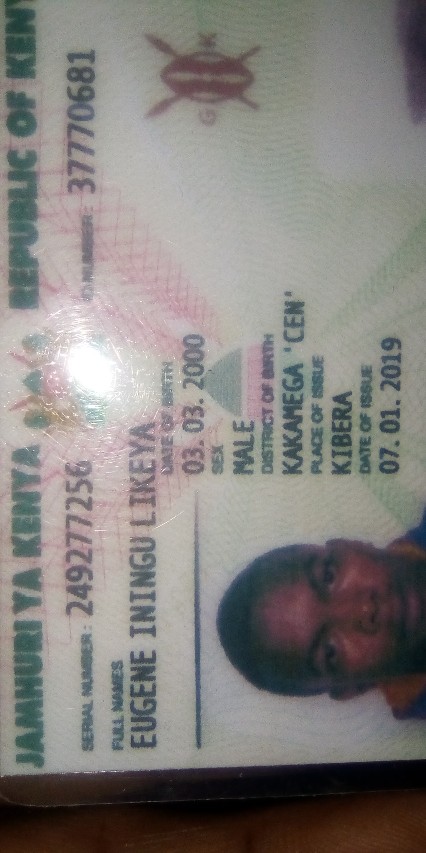 JAMHURI YA KENYA REPUBLIC OF KEN
SERIAL NUMBER: 249277256 ID NUMBER: 37770681
FULL NAMES
EUGENE ININGU LIKEYA
DATE OF BIRTH
03. 03. 2000
SEX
MALE
DISTRICT OF BIRTH
KAKAMEGA 'CEN'
PLACE OF ISSUE
KIBERA
DATE OF ISSUE
07. 01. 2019
K
G